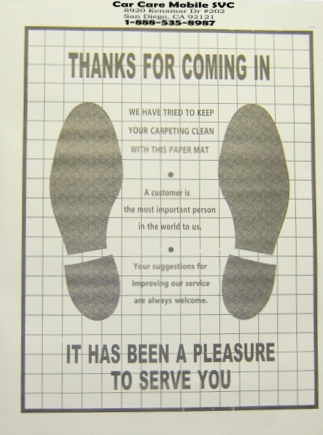 Car Care Mobile SVC
8920 Kenamar Dr #202
San Diego, CA 92121
1-888-535-8987
THANKS FOR COMING IN
WE HAVE TRIED TO KEEP
YOUR CARPETING CLEAN
WITH THIS PAPER MAT
A customer is
the most important person
in the world to us.
Your suggestions for
improving our service
are always welcome.
IT HAS BEEN A PLEASURE
TO SERVE YOU